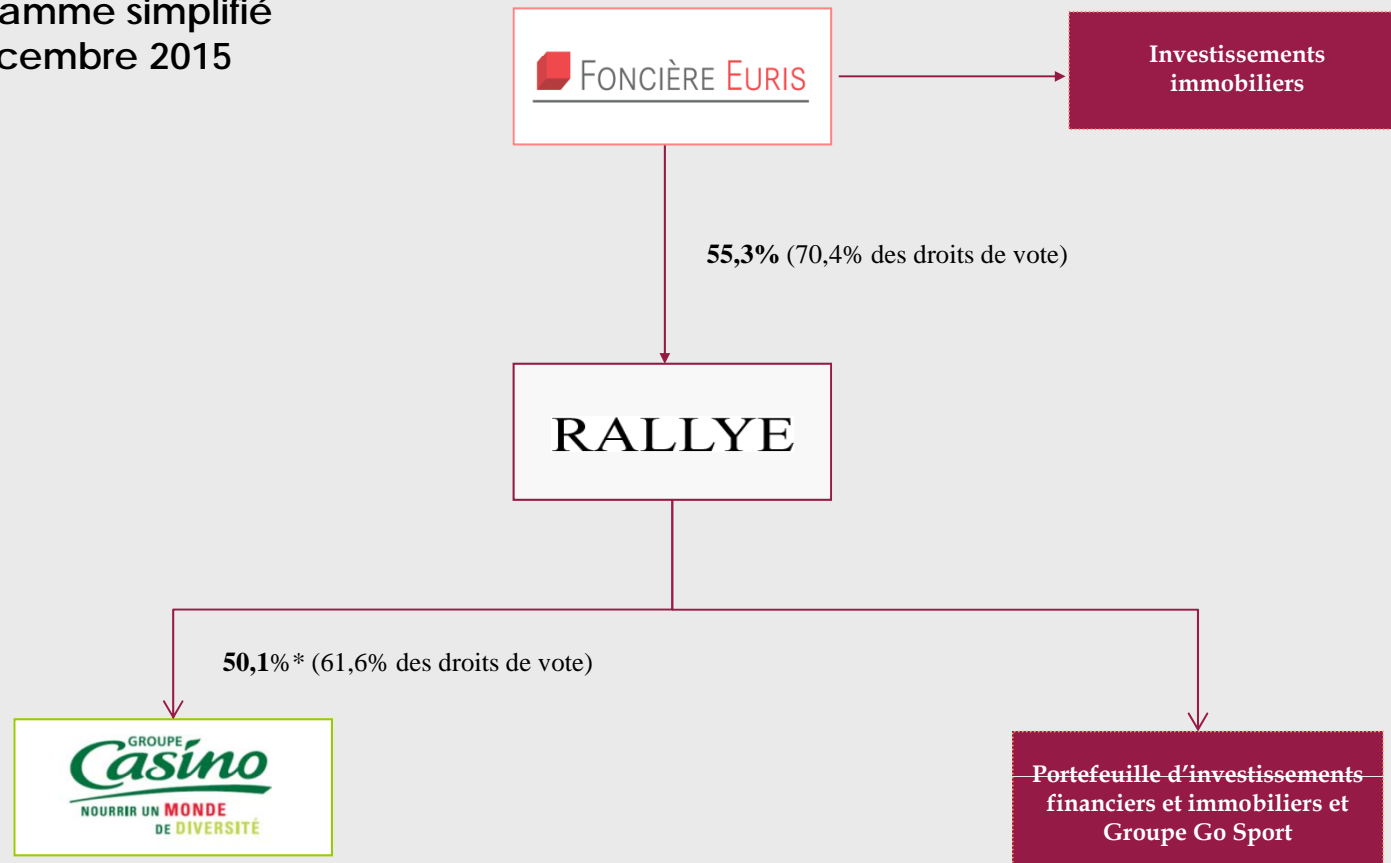 amme simplifié
cembre 2015
FONCIÈRE EURIS
Investissements
immobiliers
55,3% (70,4% des droits de vote)
RALLYE
50,1%* (61,6% des droits de vote)
GROUPE
Casino
NOURRIR UN MONDE
DE DIVERSITÉ
Portefeuille d’investissements
financiers et immobiliers et
Groupe Go Sport